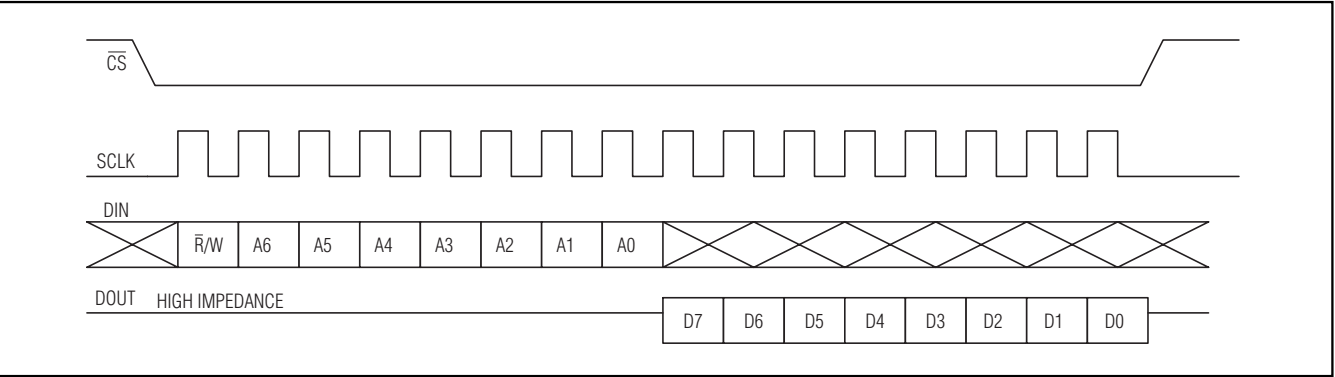 C̅S̅
SCLK
DIN
R̅/W A6 A5 A4 A3 A2 A1 A0
DOUT HIGH IMPEDANCE
D7 D6 D5 D4 D3 D2 D1 D0